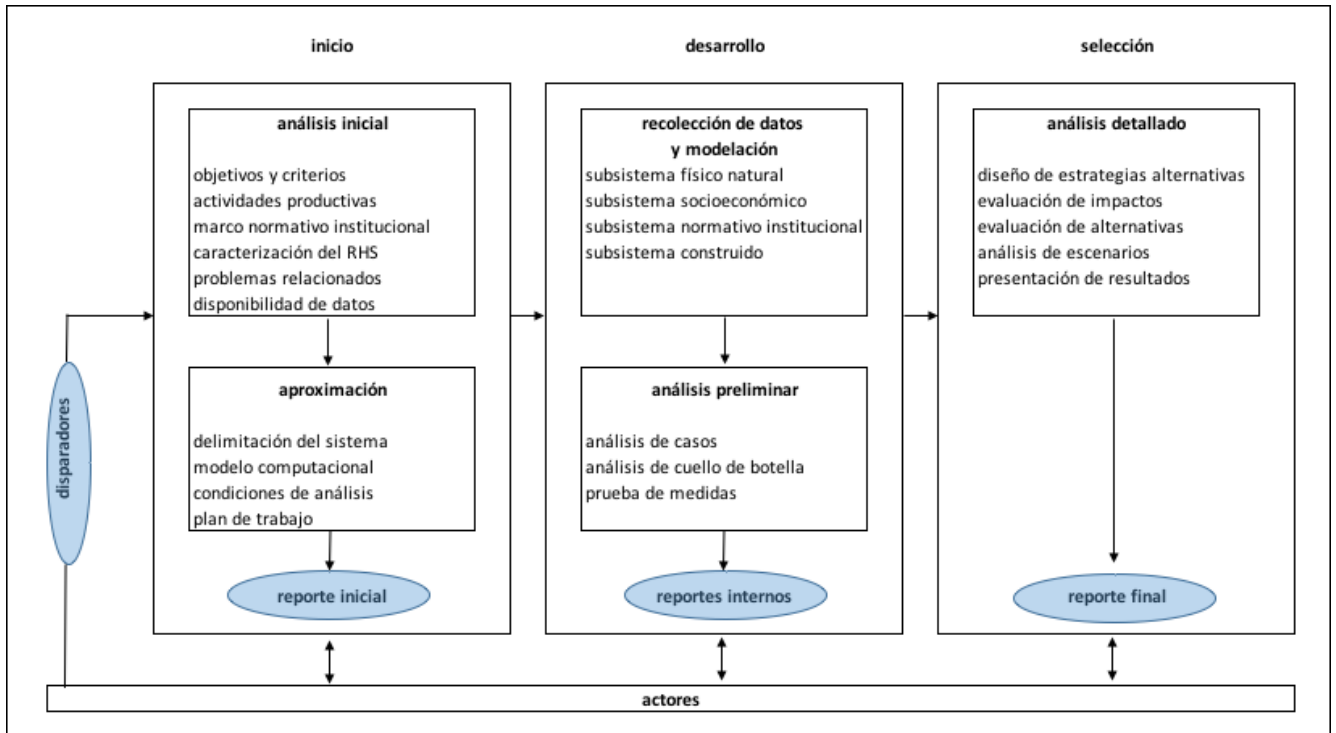 inicio
análisis inicial
objetivos y criterios
actividades productivas
marco normativo institucional
caracterización del RHS
problemas relacionados
disponibilidad de datos
aproximación
delimitación del sistema
modelo computacional
condiciones de análisis
plan de trabajo
reporte inicial
desarrollo
recolección de datos
y modelación
subsistema físico natural
subsistema socioeconómico
subsistema normativo institucional
subsistema construido
análisis preliminar
análisis de casos
análisis de cuello de botella
prueba de medidas
reportes internos
selección
análisis detallado
diseño de estrategias alternativas
evaluación de impactos
evaluación de alternativas
análisis de escenarios
presentación de resultados
reporte final
disparadores
actores